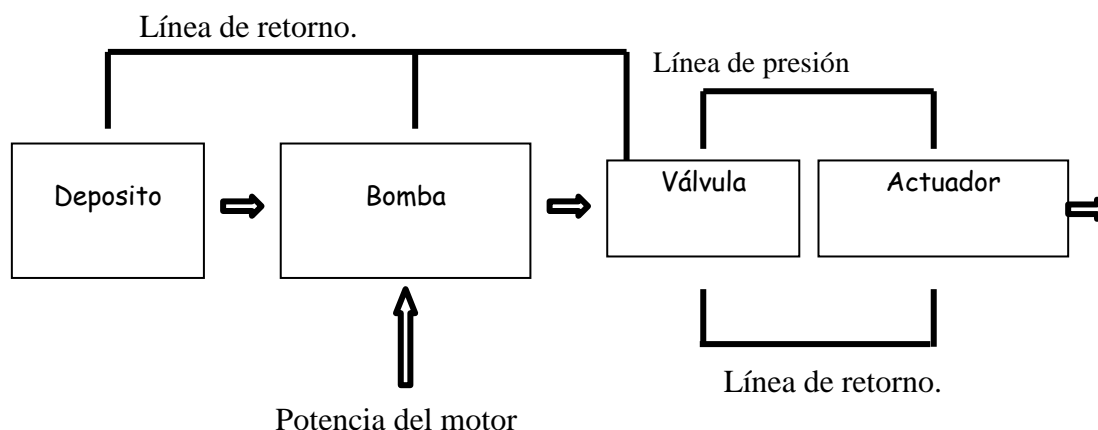 Línea de retorno.
Línea de presión
Deposito
Bomba
Válvula
Actuador
Línea de retorno.
Potencia del motor